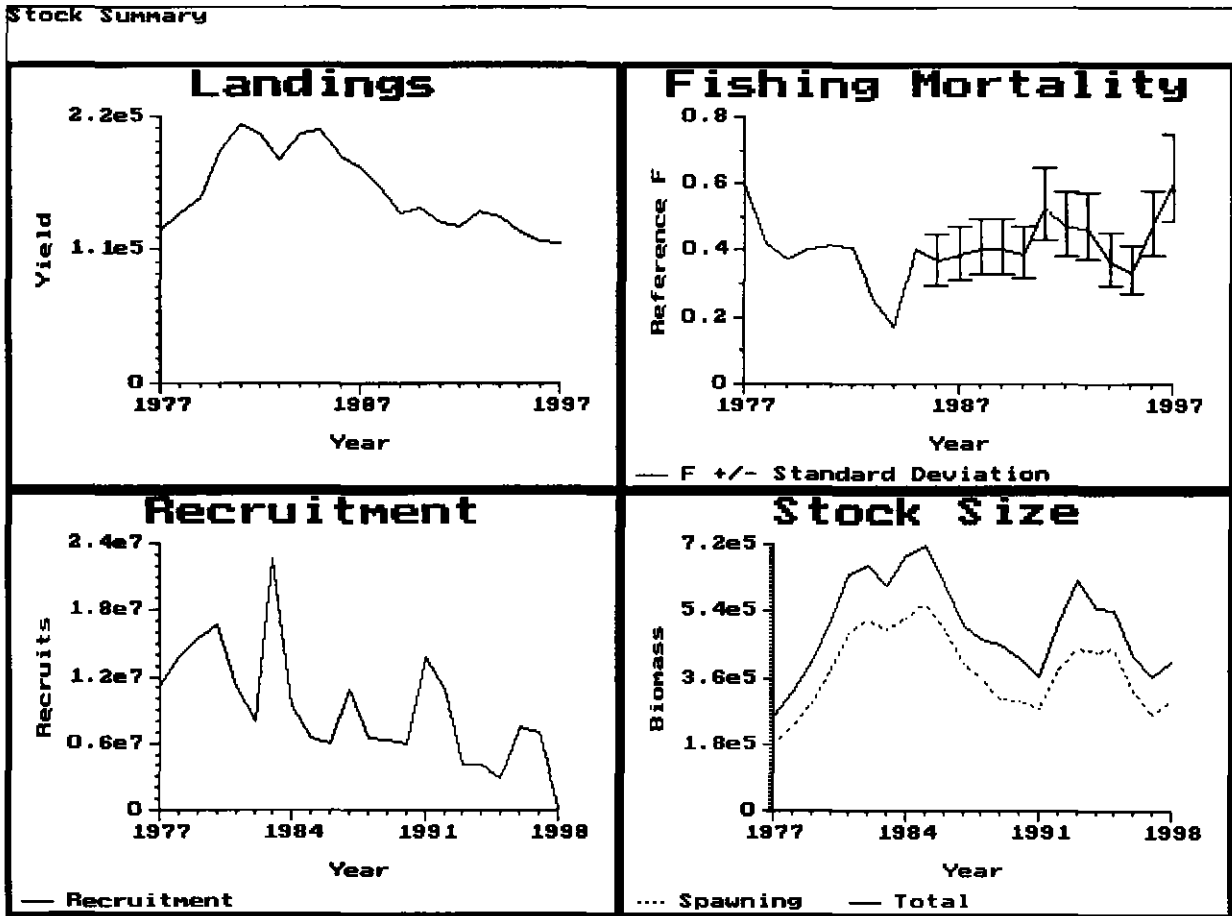 Stock Summary
Landings
2.2e5
1.1e5
0
Yield
1977 1987 1997
Year
Fishing Mortality
0.8
0.6
0.4
0.2
0
Reference F
1977 1987 1997
Year
F +/- Standard Deviation
Recruitment
2.4e7
1.8e7
1.2e7
0.6e7
0
Recruits
1977 1984 1991 1998
Year
Recruitment
Stock Size
7.2e5
5.4e5
3.6e5
1.8e5
0
Biomass
1977 1984 1991 1998
Year
Spawning Total